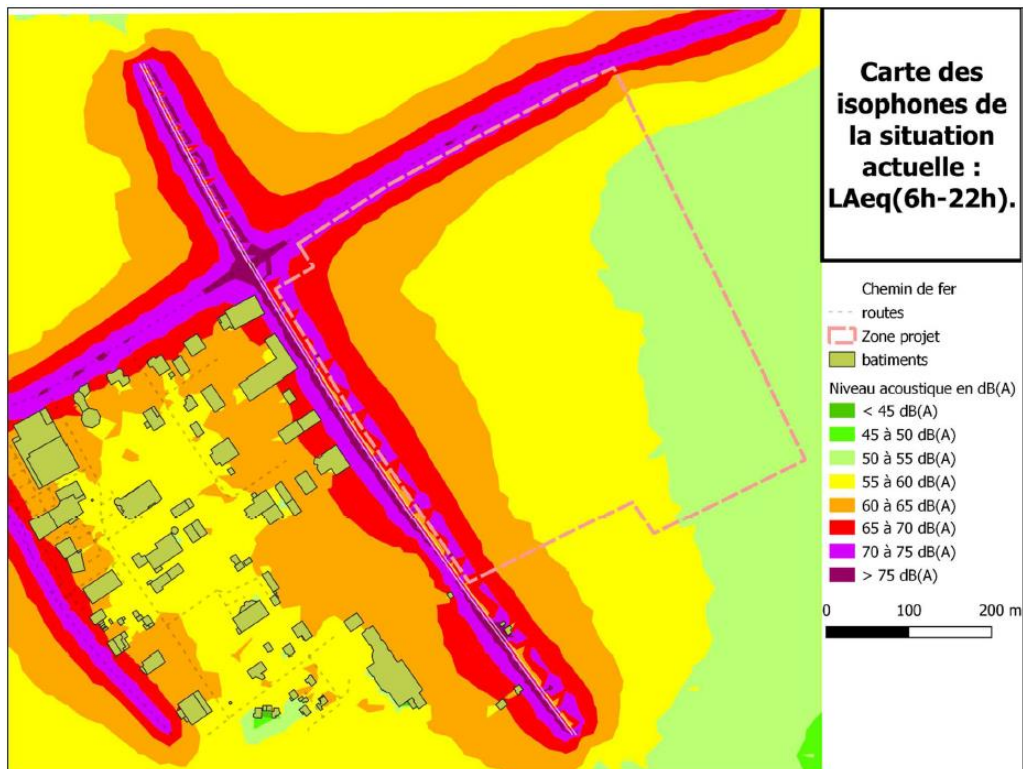 Carte des
isophones de
la situation
actuelle :
LAeq(6h-22h).
Chemin de fer
routes
Zone projet
batiments
Niveau acoustique en dB(A)
< 45 dB(A)
45 à 50 dB(A)
50 à 55 dB(A)
55 à 60 dB(A)
60 à 65 dB(A)
65 à 70 dB(A)
70 à 75 dB(A)
> 75 dB(A)
0 100 200 m